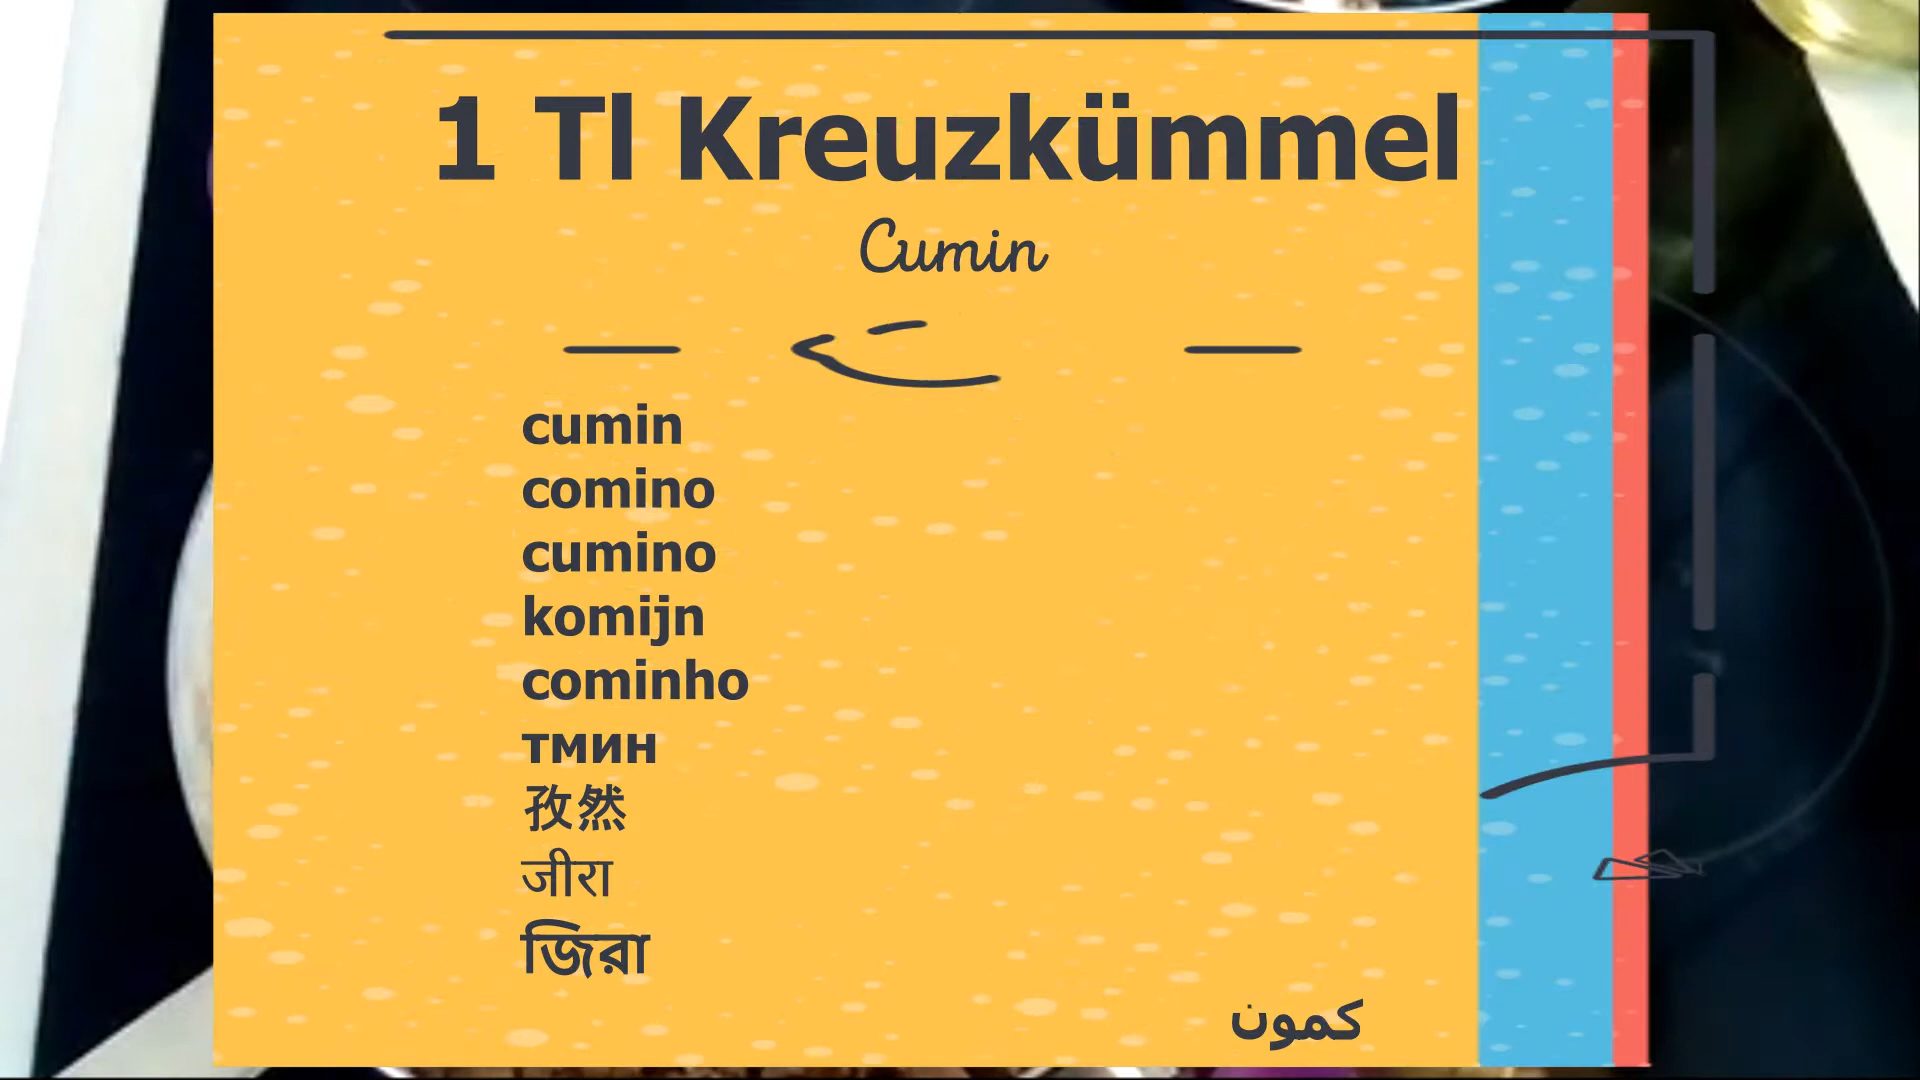 1 Tl Kreuzkümmel
Cumin
cumin
comino
cumino
komijn
cominho
тмин
孜然
जीरा
জিরা
كمون